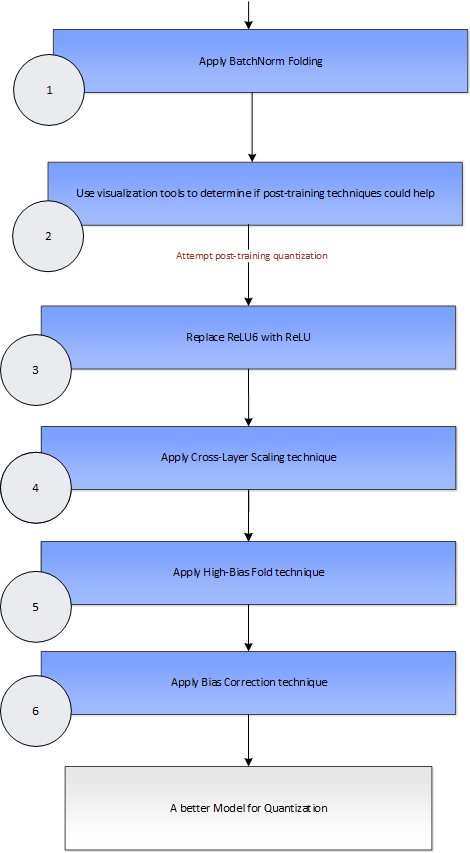 Apply BatchNorm Folding
1
Use visualization tools to determine if post-training techniques could help
2
Attempt post-training quantization
Replace ReLU6 with ReLU
3
Apply Cross-Layer Scaling technique
4
Apply High-Bias Fold technique
5
Apply Bias Correction technique
6
A better Model for Quantization